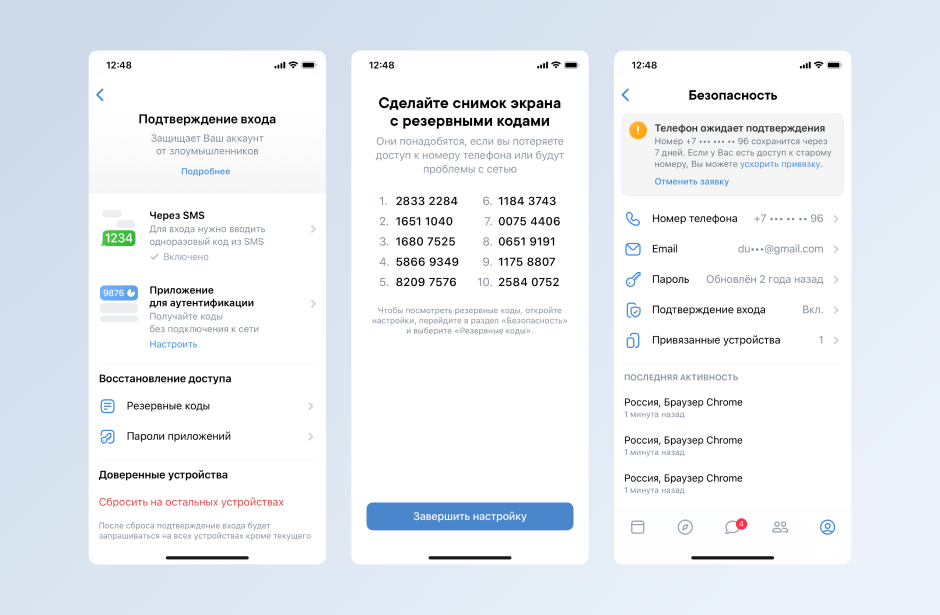 12:48
Подтверждение входа
Защищает Ваш аккаунт
от злоумышленников
Подробнее
1234
Через SMS
Для входа нужно вводить
одноразовый код из SMS
Включено
9876
Приложение
для аутентификации
Получайте коды
без подключения к сети
Настроить
Восстановление доступа
Резервные коды
Пароли приложений
Доверенные устройства
Сбросить на остальных устройствах
После сброса подтверждение входа будет
запрашиваться на всех устройствах кроме текущего
12:48
Сделайте снимок экрана
с резервными кодами
Они понадобятся, если вы потеряете
доступ к номеру телефона или будут
проблемы с сетью
1. 2833 2284 6. 1184 3743
2. 1651 1040 7. 0075 4406
3. 1680 7525 8. 0651 9191
4. 5866 9349 9. 1175 8807
5. 8209 7576 10. 2584 0752
Чтобы посмотреть резервные коды, откройте
настройки, перейдите в раздел «Безопасность»
и выберите «Резервные коды».
Завершить настройку
12:48
Безопасность
Телефон ожидает подтверждения
Номер +7 ••• ••• •• 96 сохранится через
7 дней. Если у Вас есть доступ к старому
номеру, Вы можете ускорить привязку.
Отменить заявку
Номер телефона +7 ••• •• •• 96
Email du•••@gmail.com
Пароль Обновлён 2 года назад
Подтверждение входа Вкл.
Привязанные устройства 1
ПОСЛЕДНЯЯ АКТИВНОСТЬ
Россия, Браузер Chrome
1 минута назад
Россия, Браузер Chrome
1 минута назад
Россия, Браузер Chrome
1 минута назад
4